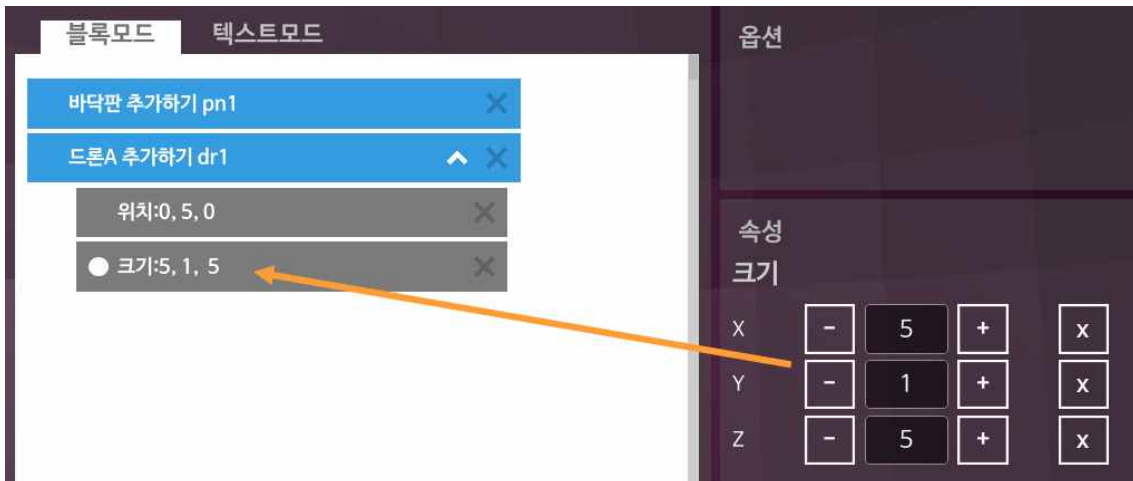 블록모드 텍스트모드
바닥판 추가하기 pn1
드론A 추가하기 dr1
위치:0, 5, 0
크기:5, 1, 5
옵션
속성
크기
X - 5 + x
Y - 1 + x
Z - 5 + x